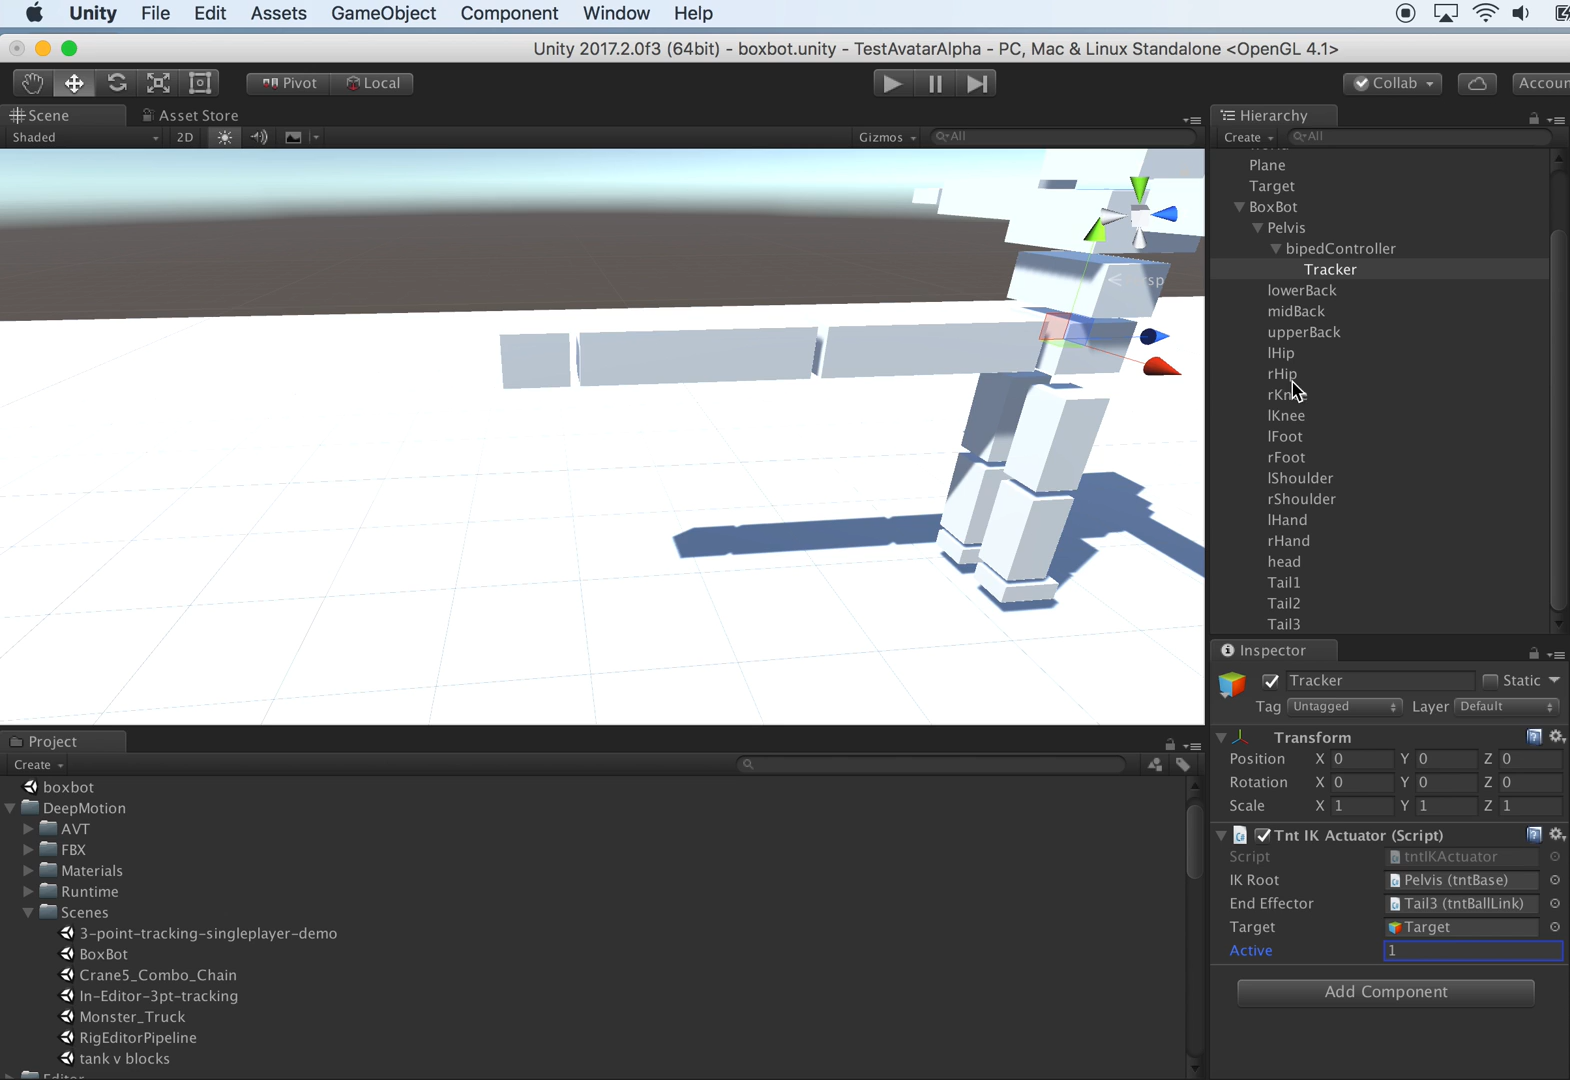 Unity File Edit Assets GameObject Component Window Help
Unity 2017.2.0f3 (64bit) - boxbot.unity - TestAvatarAlpha - PC, Mac & Linux Standalone <OpenGL 4.1>
Pivot Local Collab Accoun
Scene Asset Store
Shaded 2D Gizmos All
Hierarchy
Create All
Plane
Target
BoxBot
Pelvis
bipedController
Tracker
lowerBack
midBack
upperBack
lHip
rHip
rKnee
lKnee
lFoot
rFoot
lShoulder
rShoulder
lHand
rHand
head
Tail1
Tail2
Tail3
Inspector
Tracker Static
Tag Untagged Layer Default
Transform
Position X 0 Y 0 Z 0
Rotation X 0 Y 0 Z 0
Scale X 1 Y 1 Z 1
Tnt IK Actuator (Script)
Script tntIKActuator
IK Root Pelvis (tntBase)
End Effector Tail3 (tntBallLink)
Target Target
Active 1
Add Component
Project
Create
boxbot
DeepMotion
AVT
FBX
Materials
Runtime
Scenes
3-point-tracking-singleplayer-demo
BoxBot
Crane5_Combo_Chain
In-Editor-3pt-tracking
Monster_Truck
RigEditorPipeline
tank v blocks